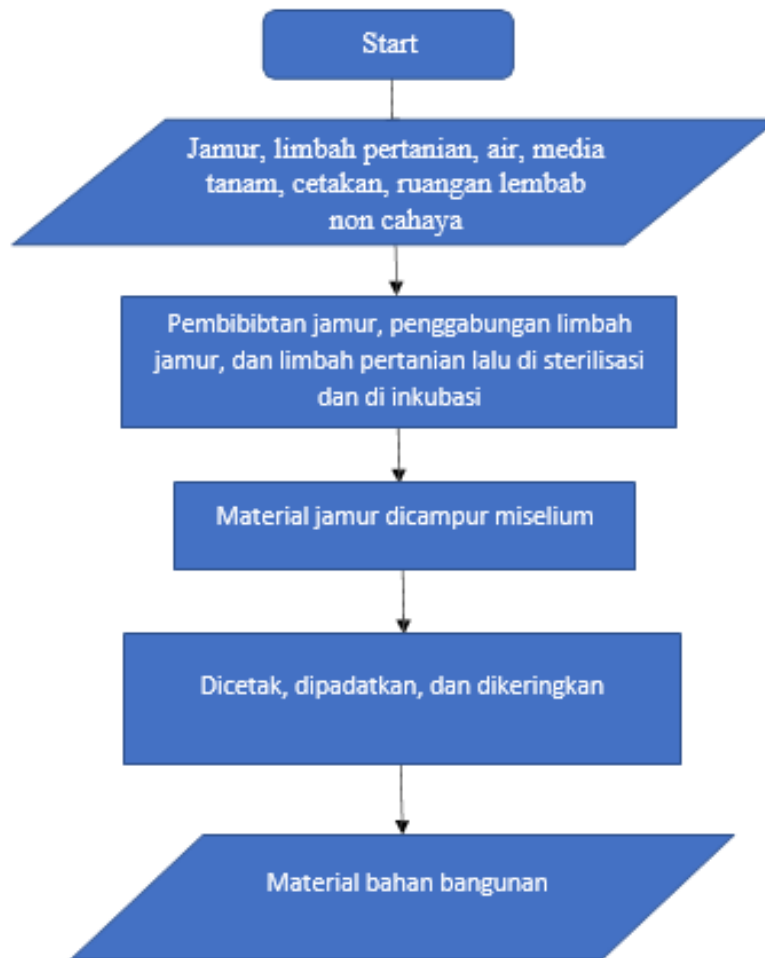 Start
Jamur, limbah pertanian, air, media
tanam, cetakan, ruangan lembab
non cahaya
Pembibibtan jamur, penggabungan limbah
jamur, dan limbah pertanian lalu di sterilisasi
dan di inkubasi
Material jamur dicampur miselium
Dicetak, dipadatkan, dan dikeringkan
Material bahan bangunan